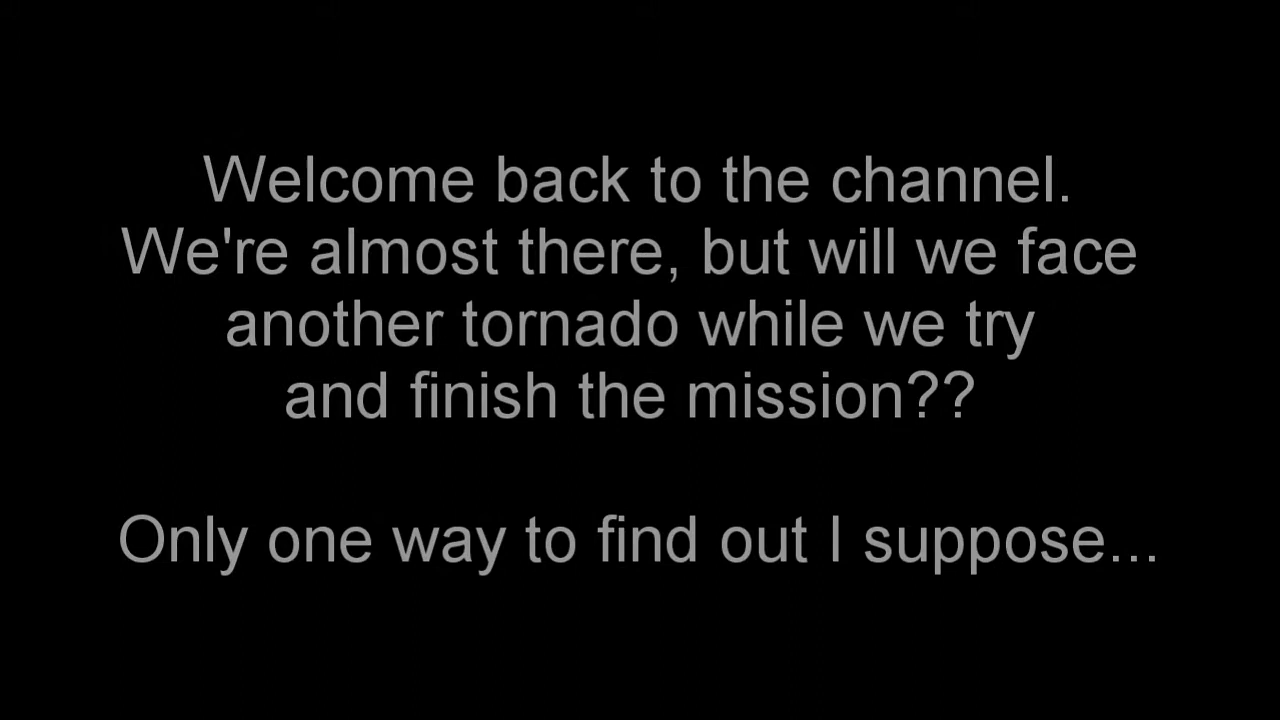 Welcome back to the channel.
We're almost there, but will we face
another tornado while we try
and finish the mission??
Only one way to find out I suppose...